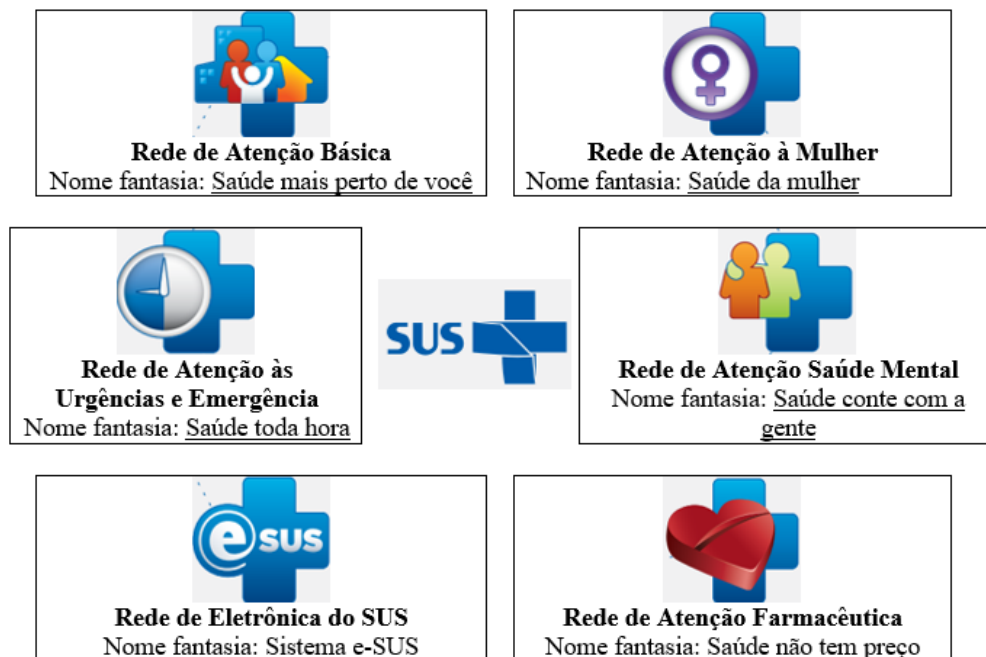 Rede de Atenção Básica
Nome fantasia: Saúde mais perto de você
Rede de Atenção à Mulher
Nome fantasia: Saúde da mulher
Rede de Atenção às
Urgências e Emergência
Nome fantasia: Saúde toda hora
SUS
Rede de Atenção Saúde Mental
Nome fantasia: Saúde conte com a
gente
e sus
Rede de Eletrônica do SUS
Nome fantasia: Sistema e-SUS
Rede de Atenção Farmacêutica
Nome fantasia: Saúde não tem preço